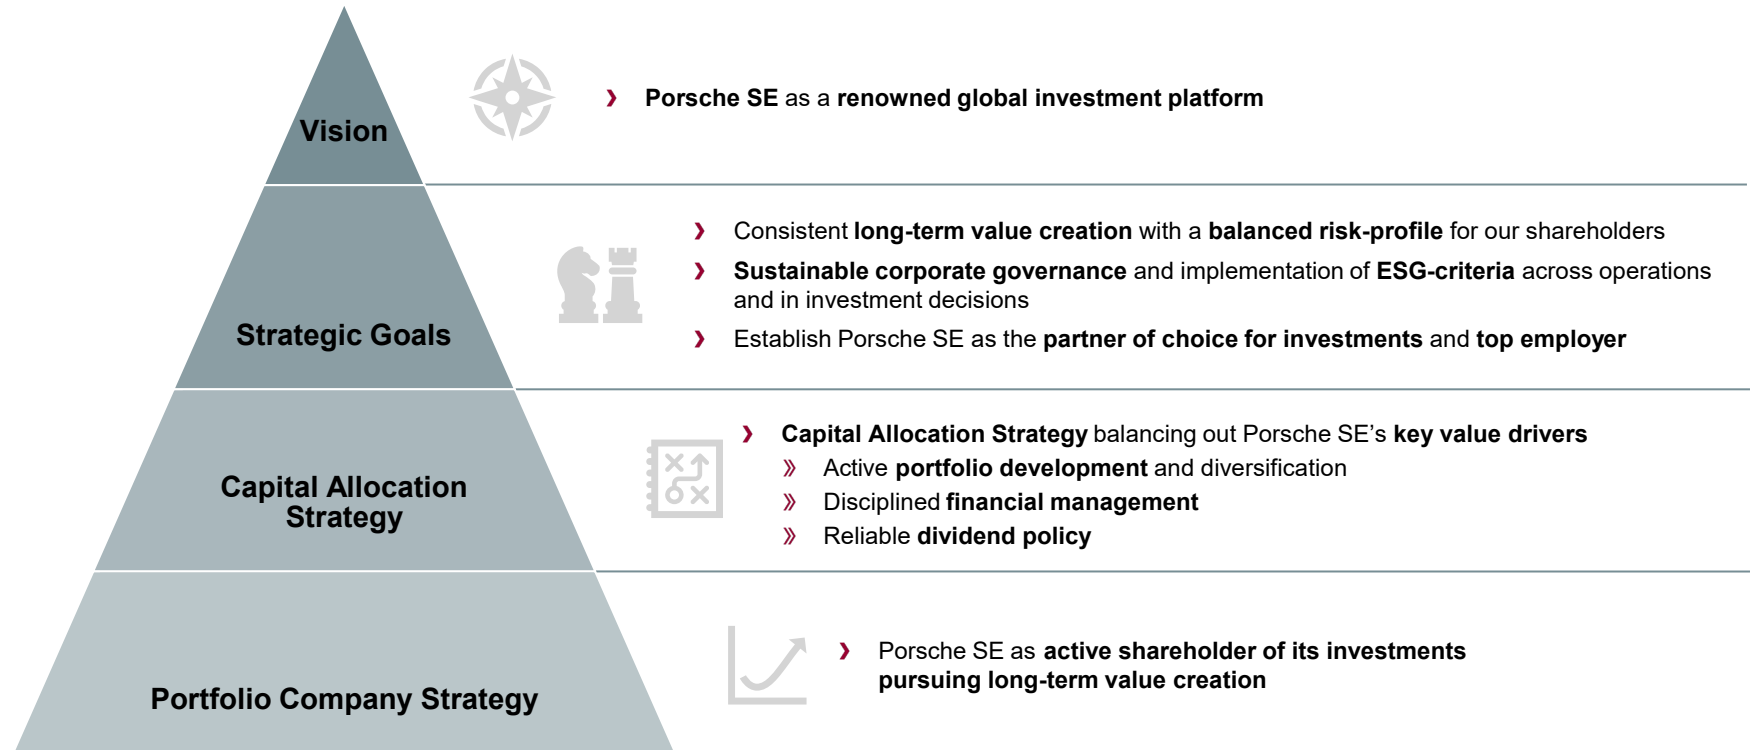 Vision
Porsche SE as a renowned global investment platform
Strategic Goals
Consistent long-term value creation with a balanced risk-profile for our shareholders
Sustainable corporate governance and implementation of ESG-criteria across operations
and in investment decisions
Establish Porsche SE as the partner of choice for investments and top employer
Capital Allocation
Strategy
Capital Allocation Strategy balancing out Porsche SE’s key value drivers
Active portfolio development and diversification
Disciplined financial management
Reliable dividend policy
Portfolio Company Strategy
Porsche SE as active shareholder of its investments
pursuing long-term value creation